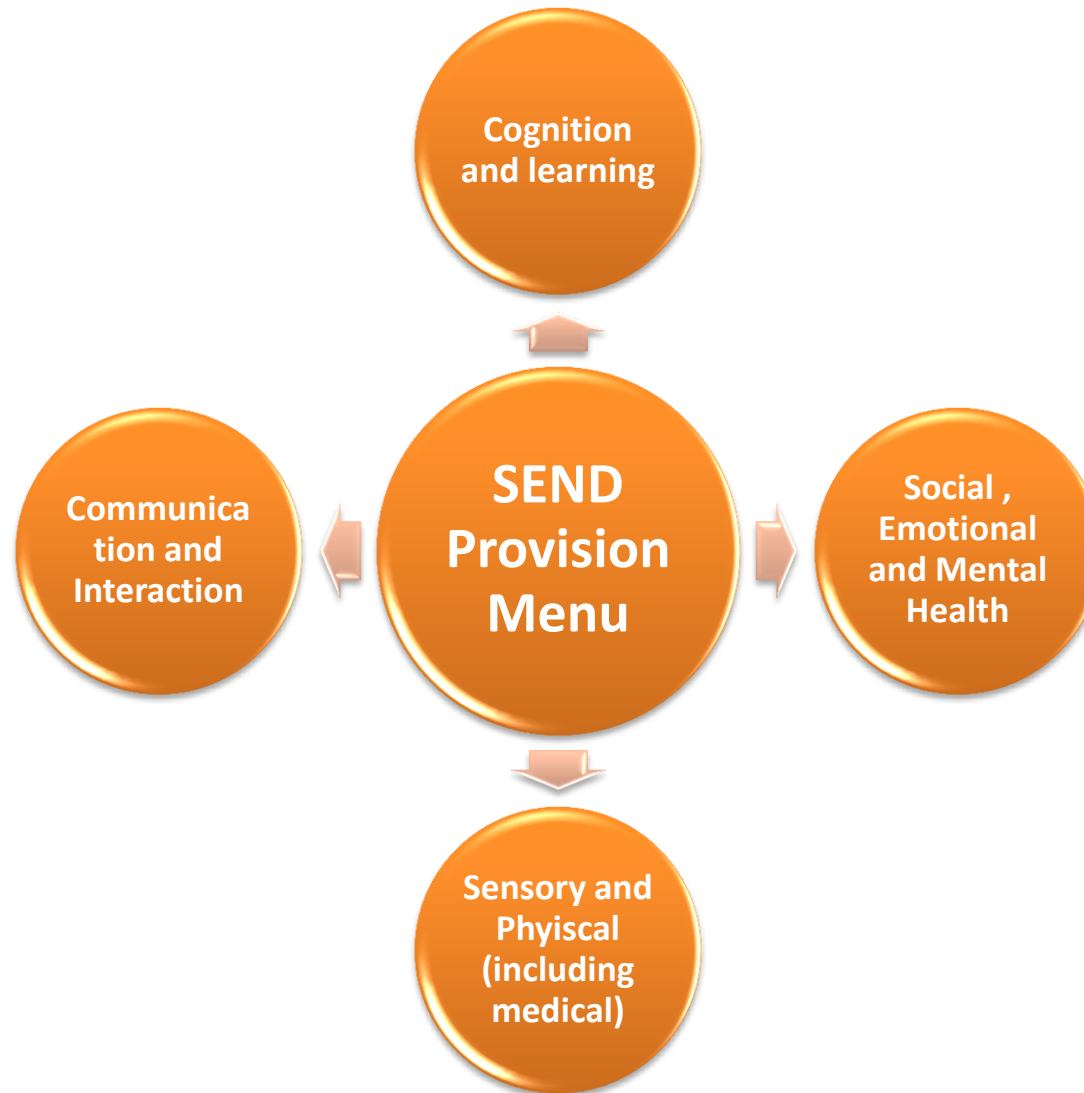 Cognition
and learning
SEND
Provision
Menu
Communica
tion and
Interaction
Social ,
Emotional
and Mental
Health
Sensory and
Phyiscal
(including
medical)